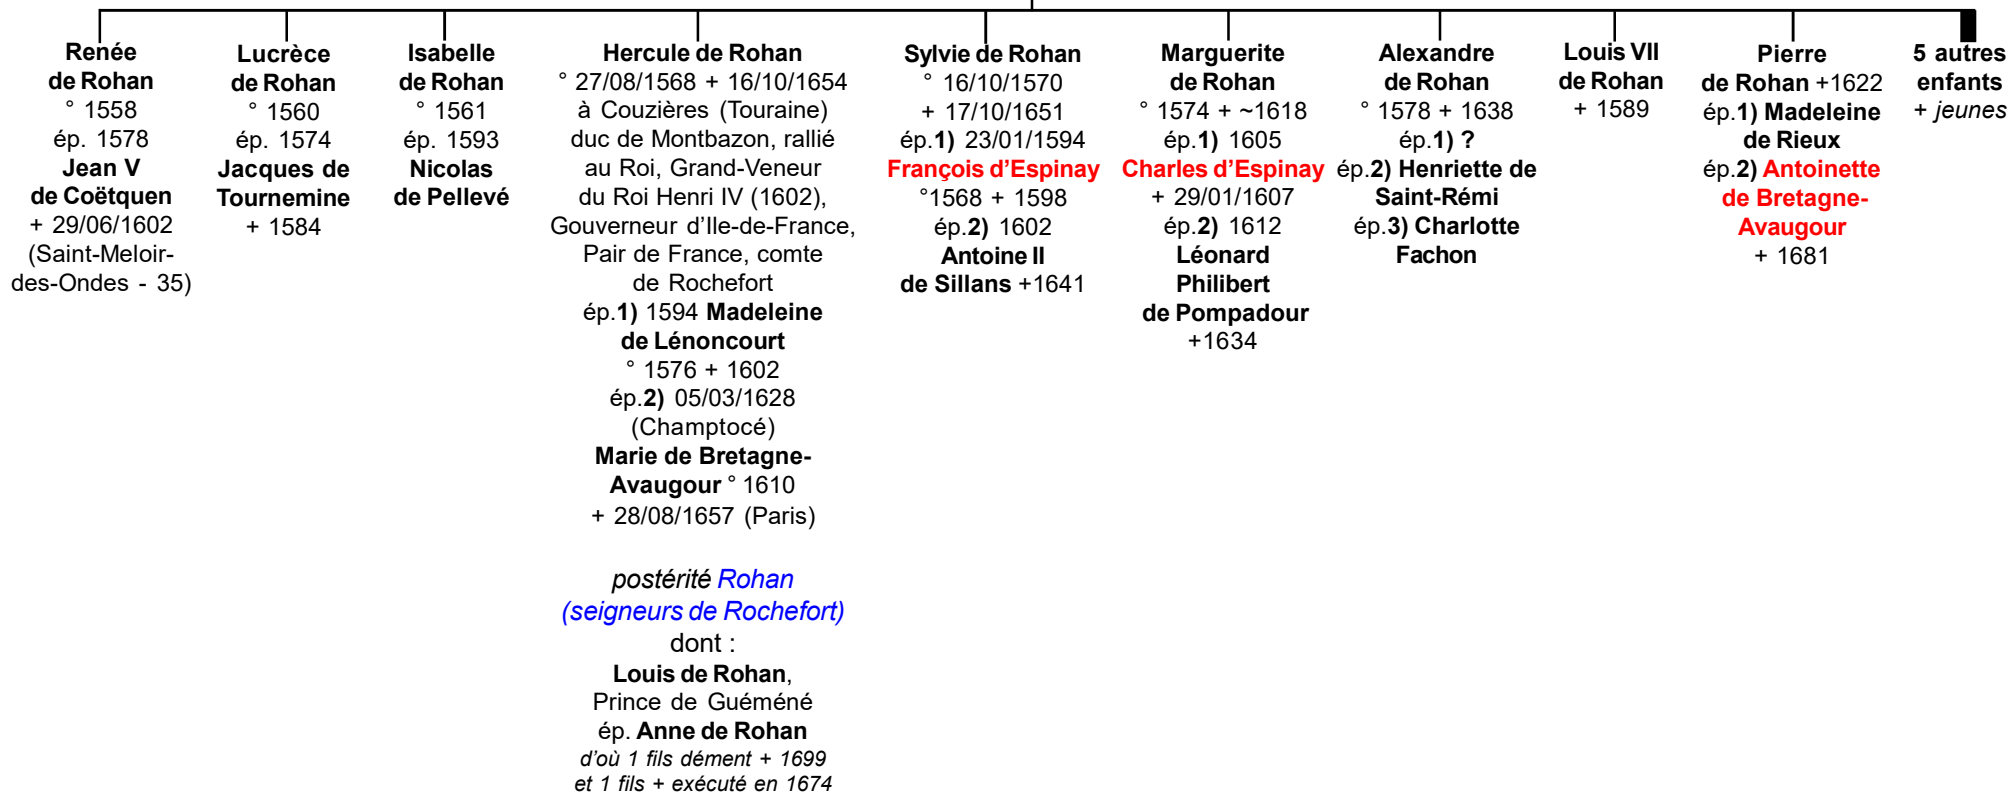 Renée
de Rohan
° 1558
ép. 1578
Jean V
de Coëtquen
+ 29/06/1602
(Saint-Meloir-
des-Ondes - 35)
Lucrèce
de Rohan
° 1560
ép. 1574
Jacques de
Tournemine
+ 1584
Isabelle
de Rohan
° 1561
ép. 1593
Nicolas
de Pellevé
Hercule de Rohan
° 27/08/1568 + 16/10/1654
à Couzières (Touraine)
duc de Montbazon, rallié
au Roi, Grand-Veneur
du Roi Henri IV (1602),
Gouverneur d'Ile-de-France,
Pair de France, comte
de Rochefort
ép.1) 1594 Madeleine
de Lénoncourt
° 1576 + 1602
ép.2) 05/03/1628
(Champtocé)
Marie de Bretagne-
Avaugour ° 1610
+ 28/08/1657 (Paris)
postérité Rohan
(seigneurs de Rochefort)
dont :
Louis de Rohan,
Prince de Guéméné
ép. Anne de Rohan
d'où 1 fils dément + 1699
et 1 fils + exécuté en 1674
Sylvie de Rohan
° 16/10/1570
+ 17/10/1651
ép.1) 23/01/1594
François d'Espinay
°1568 + 1598
ép.2) 1602
Antoine II
de Sillans +1641
Marguerite
de Rohan
° 1574 + ~1618
ép.1) 1605
Charles d'Espinay
+ 29/01/1607
ép.2) 1612
Léonard
Philibert
de Pompadour
+1634
Alexandre
de Rohan
° 1578 + 1638
ép.1) ?
ép.2) Henriette de
Saint-Rémi
ép.3) Charlotte
Fachon
Louis VII
de Rohan
+ 1589
Pierre
de Rohan +1622
ép.1) Madeleine
de Rieux
ép.2) Antoinette
de Bretagne-
Avaugour
+ 1681
5 autres
enfants
+ jeunes